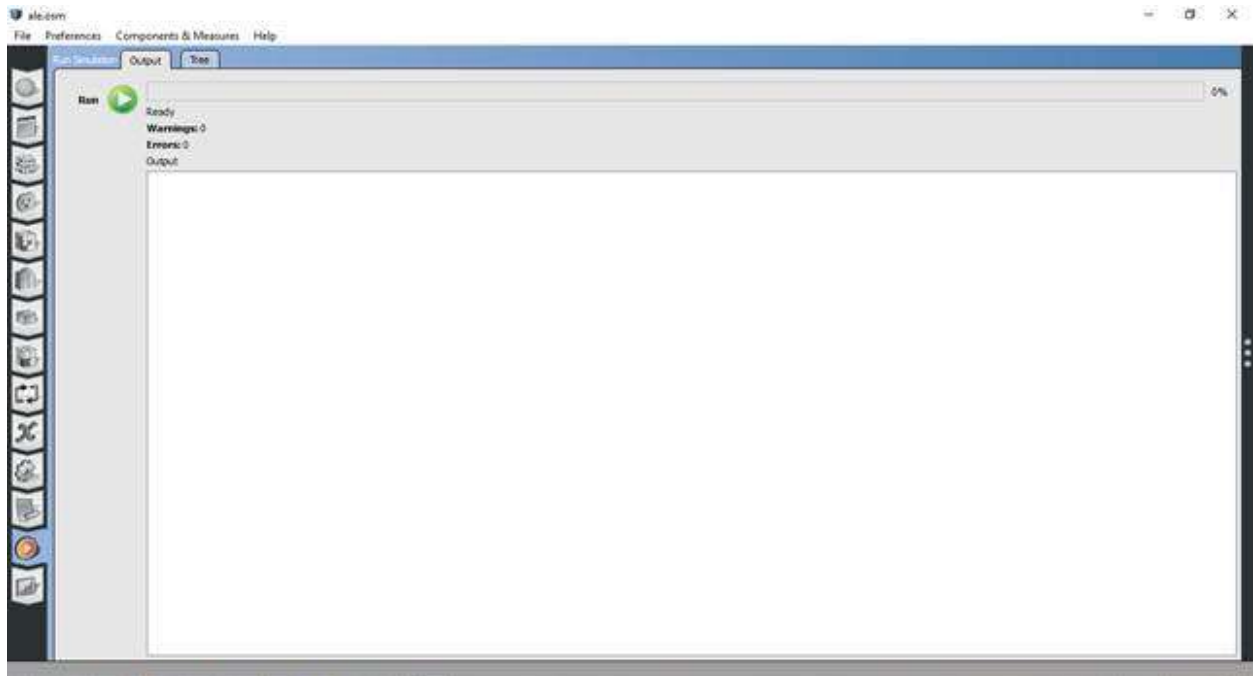 ale.osm
File Preferences Components & Measures Help
Run Simulation Output Tree
Run 0%
Ready
Warnings: 0
Errors: 0
Output